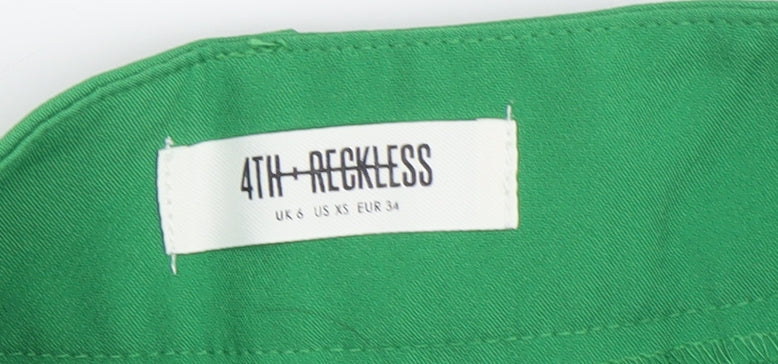 4TH + RECKLESS
UK 6 US XS EUR 34